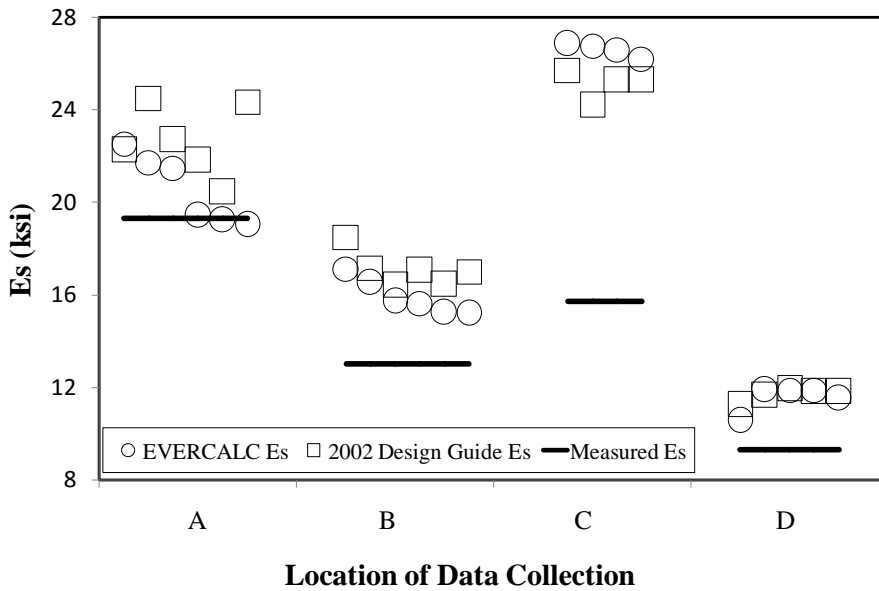 28
24
20
16
12
8
Es (ksi)
EVERCALC Es
2002 Design Guide Es
Measured Es
A B C D
Location of Data Collection